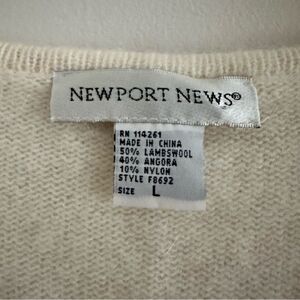 NEWPORT NEWS®
RN 114261
MADE IN CHINA
50% LAMBSWOOL
40% ANGORA
10% NYLON
STYLE F8692
SIZE L